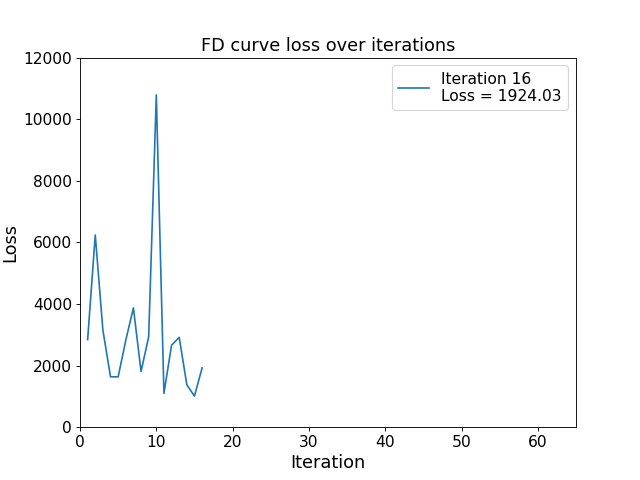 FD curve loss over iterations
12000
10000
8000
6000
4000
2000
0
Loss
Iteration 16
Loss = 1924.03
0 10 20 30 40 50 60
Iteration